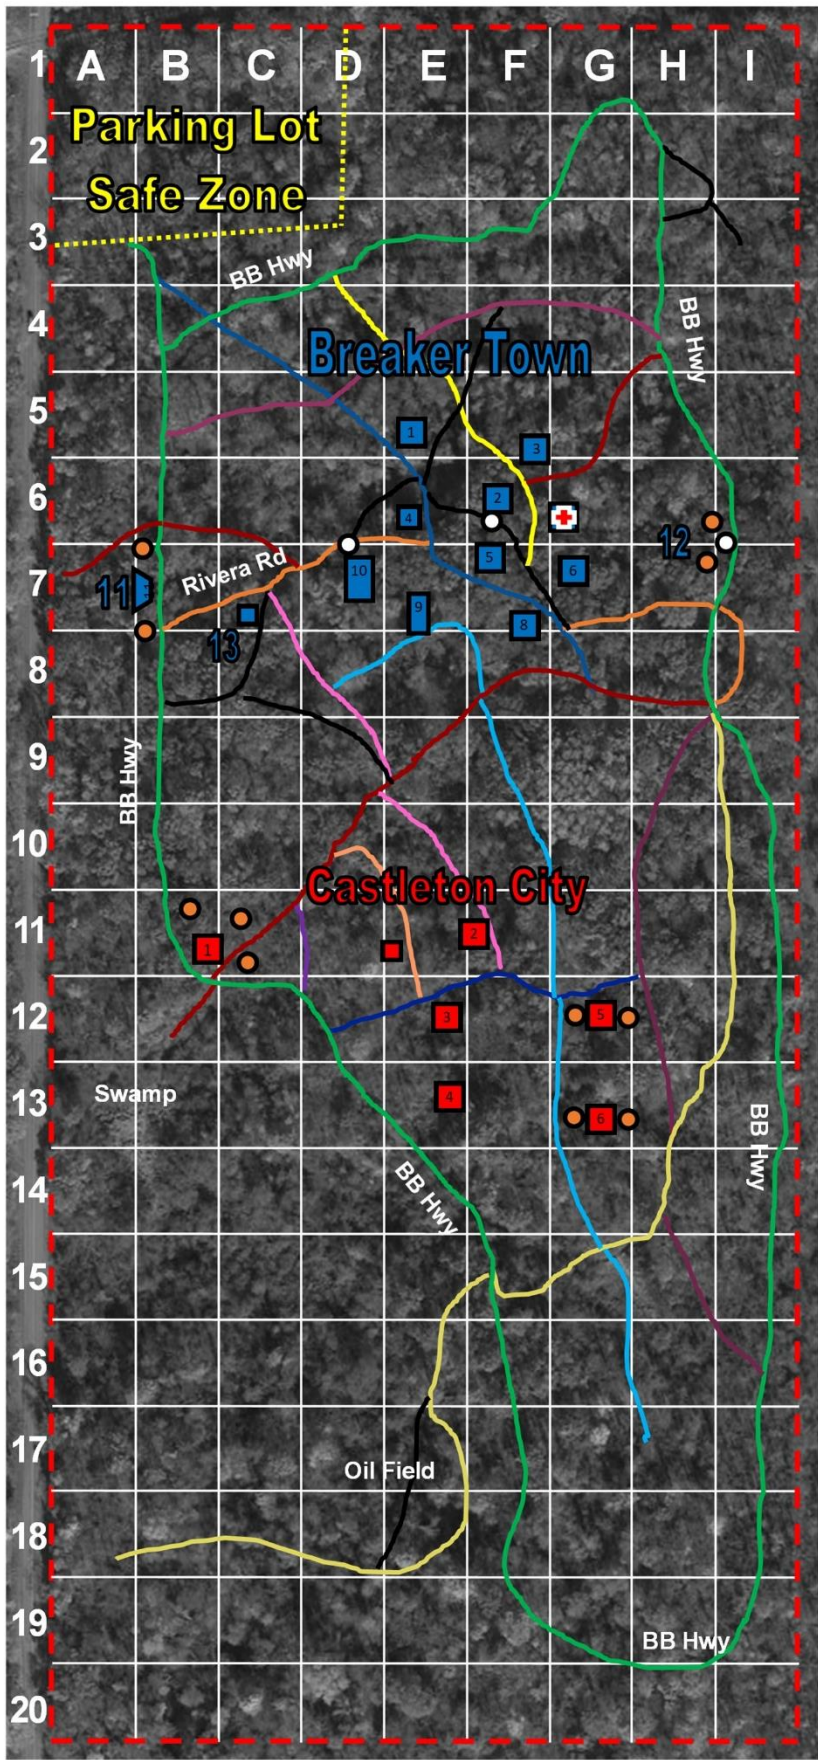 A B C D E F G H I
1
Parking Lot
2
Safe Zone
3
BB Hwy
4
BB Hwy
Breaker Town
5
1
3
6
2
4
12
5
7
Rivera Rd
10
6
11
9
13
8
8
9
BB Hwy
10
Castleton City
11
2
1
12
3
5
13
Swamp
4
6
BB Hwy
14
BB Hwy
15
16
17
Oil Field
18
19
BB Hwy
20